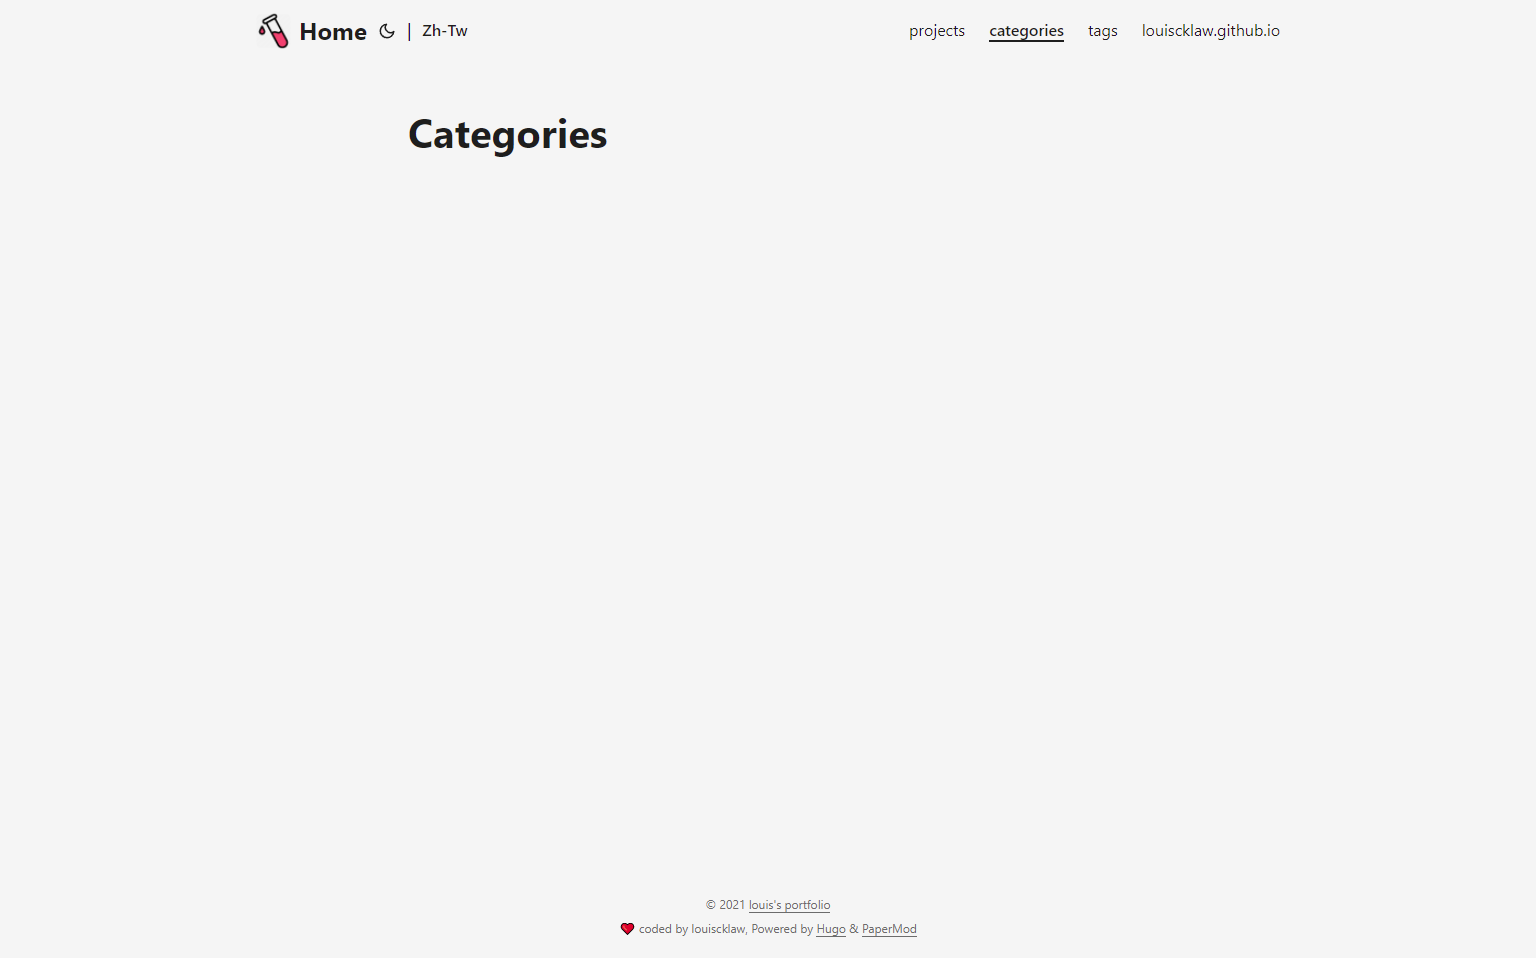 Home | Zh-Tw projects categories tags louiscklaw.github.io
Categories
© 2021 louis's portfolio
coded by louiscklaw, Powered by Hugo & PaperMod